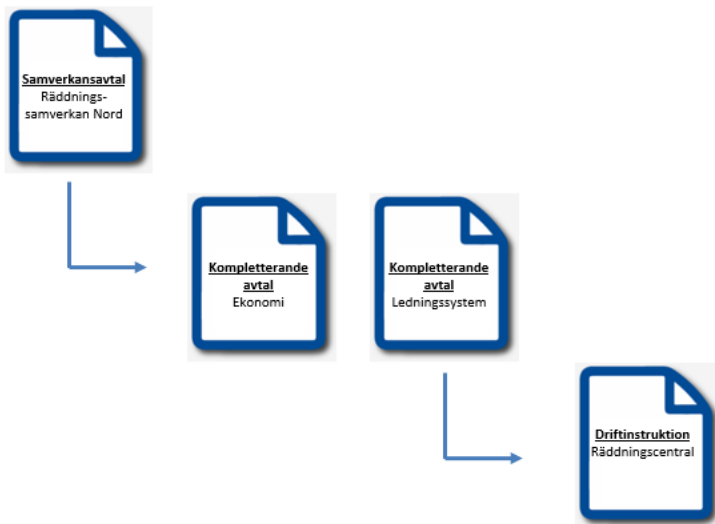 Samverkansavtal
Räddnings-
samverkan Nord
Kompletterande
avtal
Ekonomi
Kompletterande
avtal
Ledningssystem
Driftinstruktion
Räddningscentral